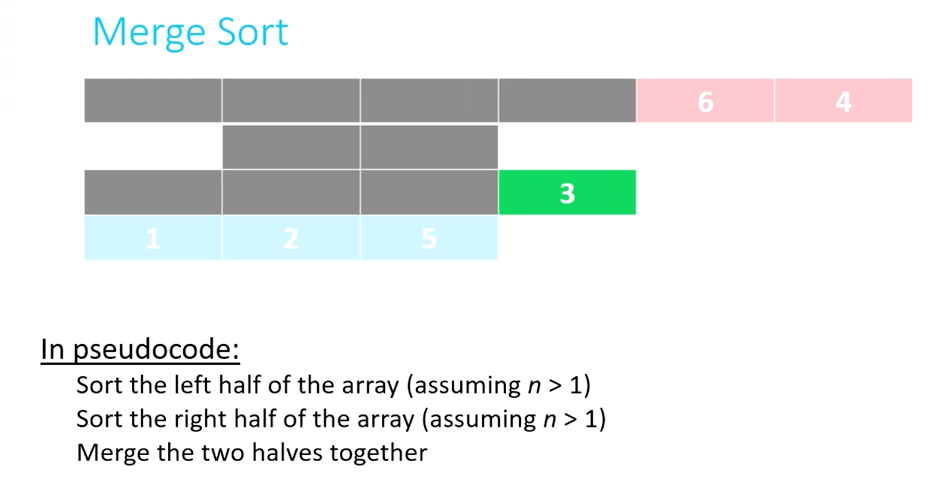 Merge Sort
6 4
3
1 2 5
In pseudocode:
Sort the left half of the array (assuming n > 1)
Sort the right half of the array (assuming n > 1)
Merge the two halves together